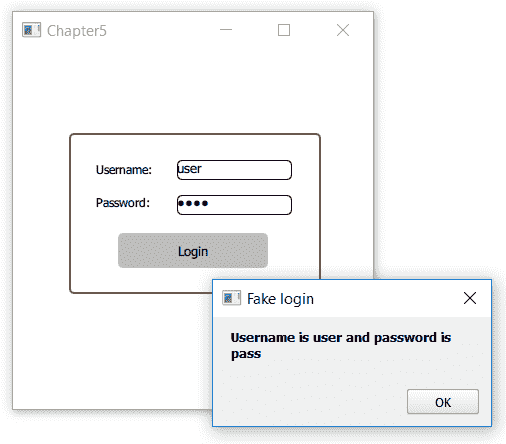 Chapter5
Username: user
Password: ●●●●
Login
Fake login
Username is user and password is
pass
OK